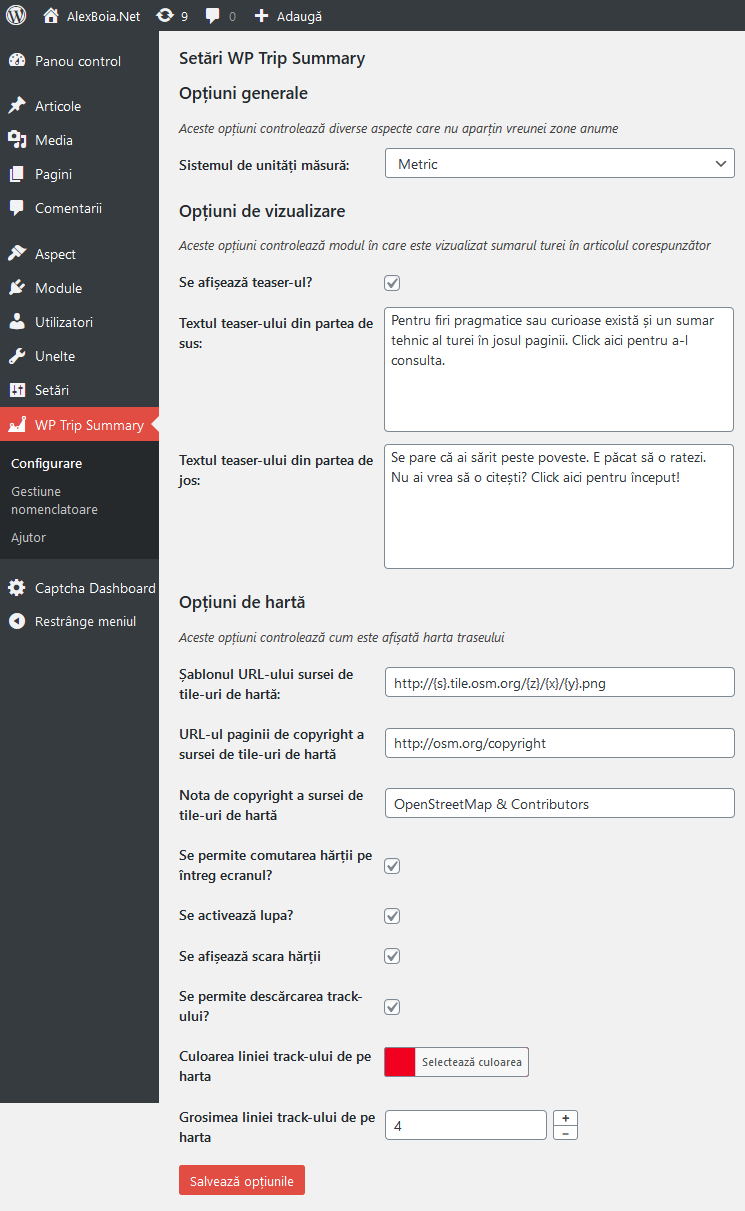 AlexBoia.Net 9 0 Adaugă
Panou control
Articole
Media
Pagini
Comentarii
Aspect
Module
Utilizatori
Unelte
Setări
WP Trip Summary
Configurare
Gestiune
nomenclatoare
Ajutor
Captcha Dashboard
Restrânge meniul
Setări WP Trip Summary
Opțiuni generale
Aceste opțiuni controlează diverse aspecte care nu aparțin vreunei zone anume
Sistemul de unități măsură:
Metric
Opțiuni de vizualizare
Aceste opțiuni controlează modul în care este vizualizat sumarul turei în articolul corespunzător
Se afișează teaser-ul?
Textul teaser-ului din partea de
sus:
Pentru firi pragmatice sau curioase există și un sumar
tehnic al turei în josul paginii. Click aici pentru a-l
consulta.
Textul teaser-ului din partea de
jos:
Se pare că ai sărit peste poveste. E păcat să o ratezi.
Nu ai vrea să o citești? Click aici pentru început!
Opțiuni de hartă
Aceste opțiuni controlează cum este afișată harta traseului
Șablonul URL-ului sursei de
tile-uri de hartă:
http://{s}.tile.osm.org/{z}/{x}/{y}.png
URL-ul paginii de copyright a
sursei de tile-uri de hartă
http://osm.org/copyright
Nota de copyright a sursei de
tile-uri de hartă
OpenStreetMap & Contributors
Se permite comutarea hărții pe
întreg ecranul?
Se activează lupa?
Se afișează scara hărții
Se permite descărcarea track-
ului?
Culoarea liniei track-ului de pe
harta
Selectează culoarea
Grosimea liniei track-ului de pe
harta
4
+
−
Salvează opțiunile